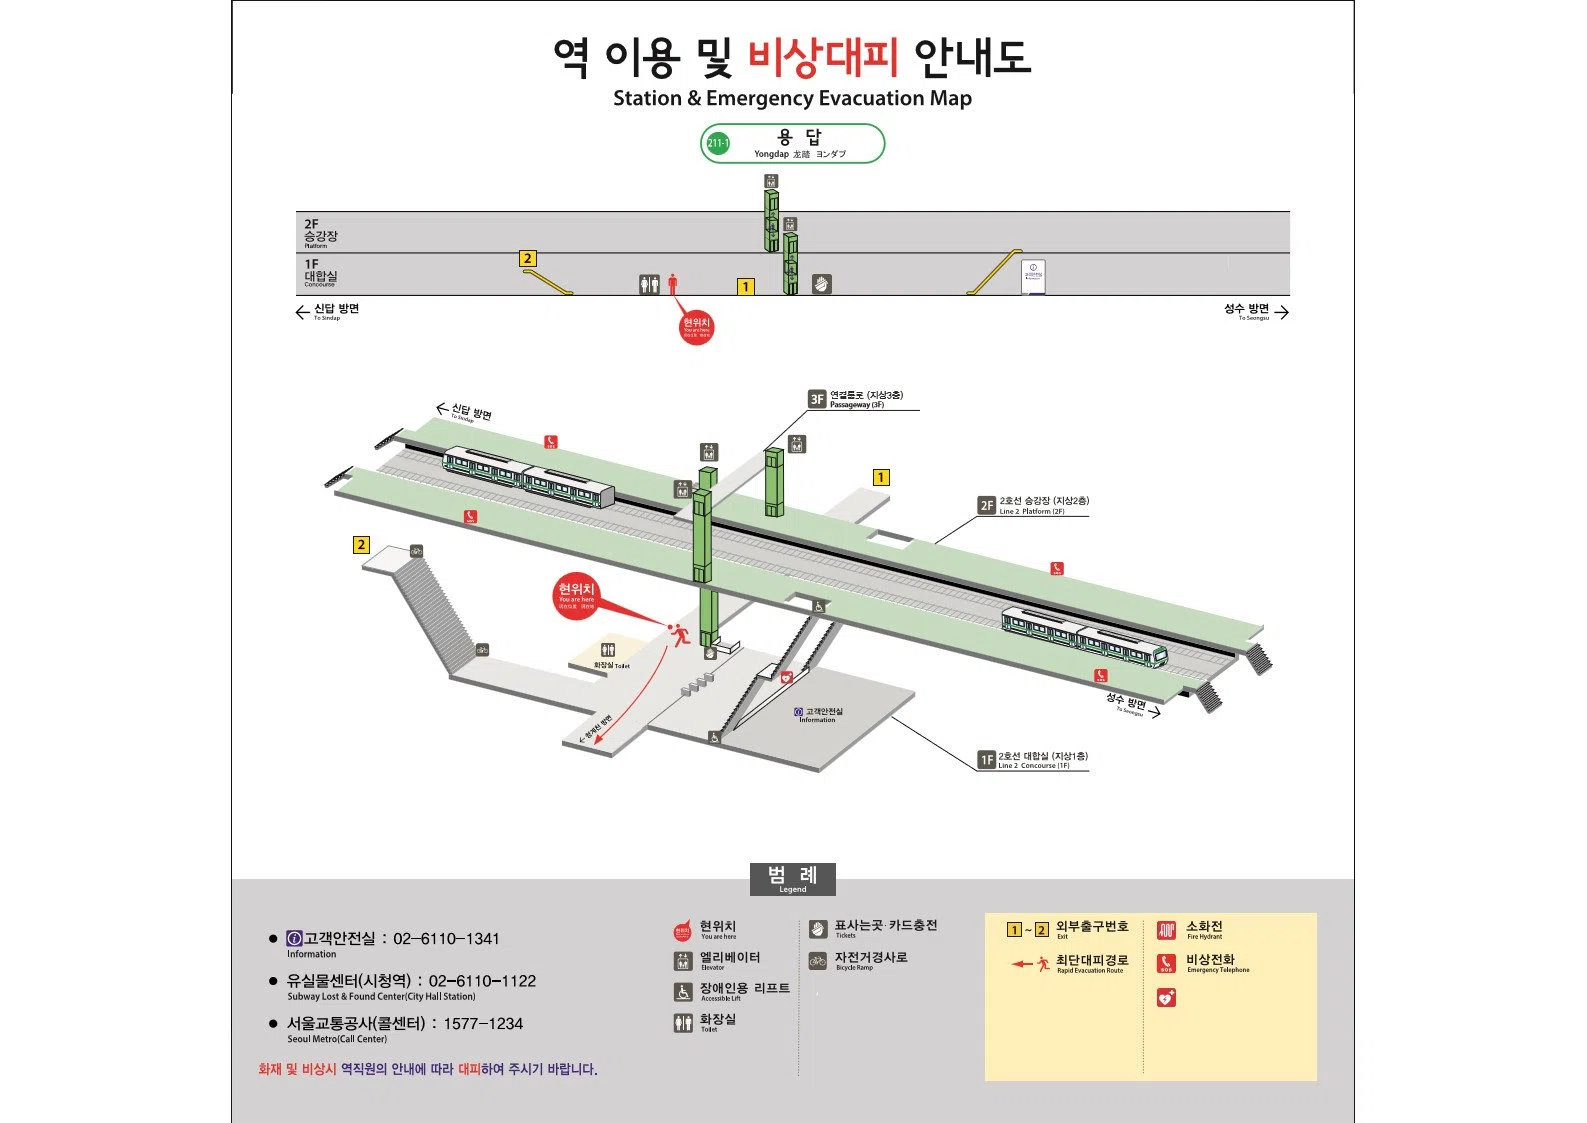 역 이용 및 비상대피 안내도
Station & Emergency Evacuation Map
211-1
용 답
Yongdap 龙踏 ヨンダプ
2F
승강장
Platform
2
1F
대합실
Concourse
1
현위치
You are here
신답 방면
To Sindap
성수 방면
To Seongsu
3F
연결통로 (지상3층)
Passageway (3F)
신답 방면
To Sindap
1
2F
2호선 승강장 (지상2층)
Line 2 Platform (2F)
2
현위치
You are here
화장실 Toilet
고객안전실
Information
성수 방면
To Seongsu
← 청계천 방면
1F
2호선 대합실 (지상1층)
Line 2 Concourse (1F)
범 례
Legend
● 고객안전실 : 02-6110-1341
Information
● 유실물센터(시청역) : 02-6110-1122
Subway Lost & Found Center(City Hall Station)
● 서울교통공사(콜센터) : 1577-1234
Seoul Metro(Call Center)
화재 및 비상시 역직원의 안내에 따라 대피하여 주시기 바랍니다.
현위치
You are here
엘리베이터
Elevator
장애인용 리프트
Accessible Lift
화장실
Toilet
표사는곳·카드충전
Tickets
자전거경사로
Bicycle Ramp
1 ~ 2 외부출구번호
Exit
최단대피경로
Rapid Evacuation Route
소화전
Fire Hydrant
비상전화
Emergency Telephone